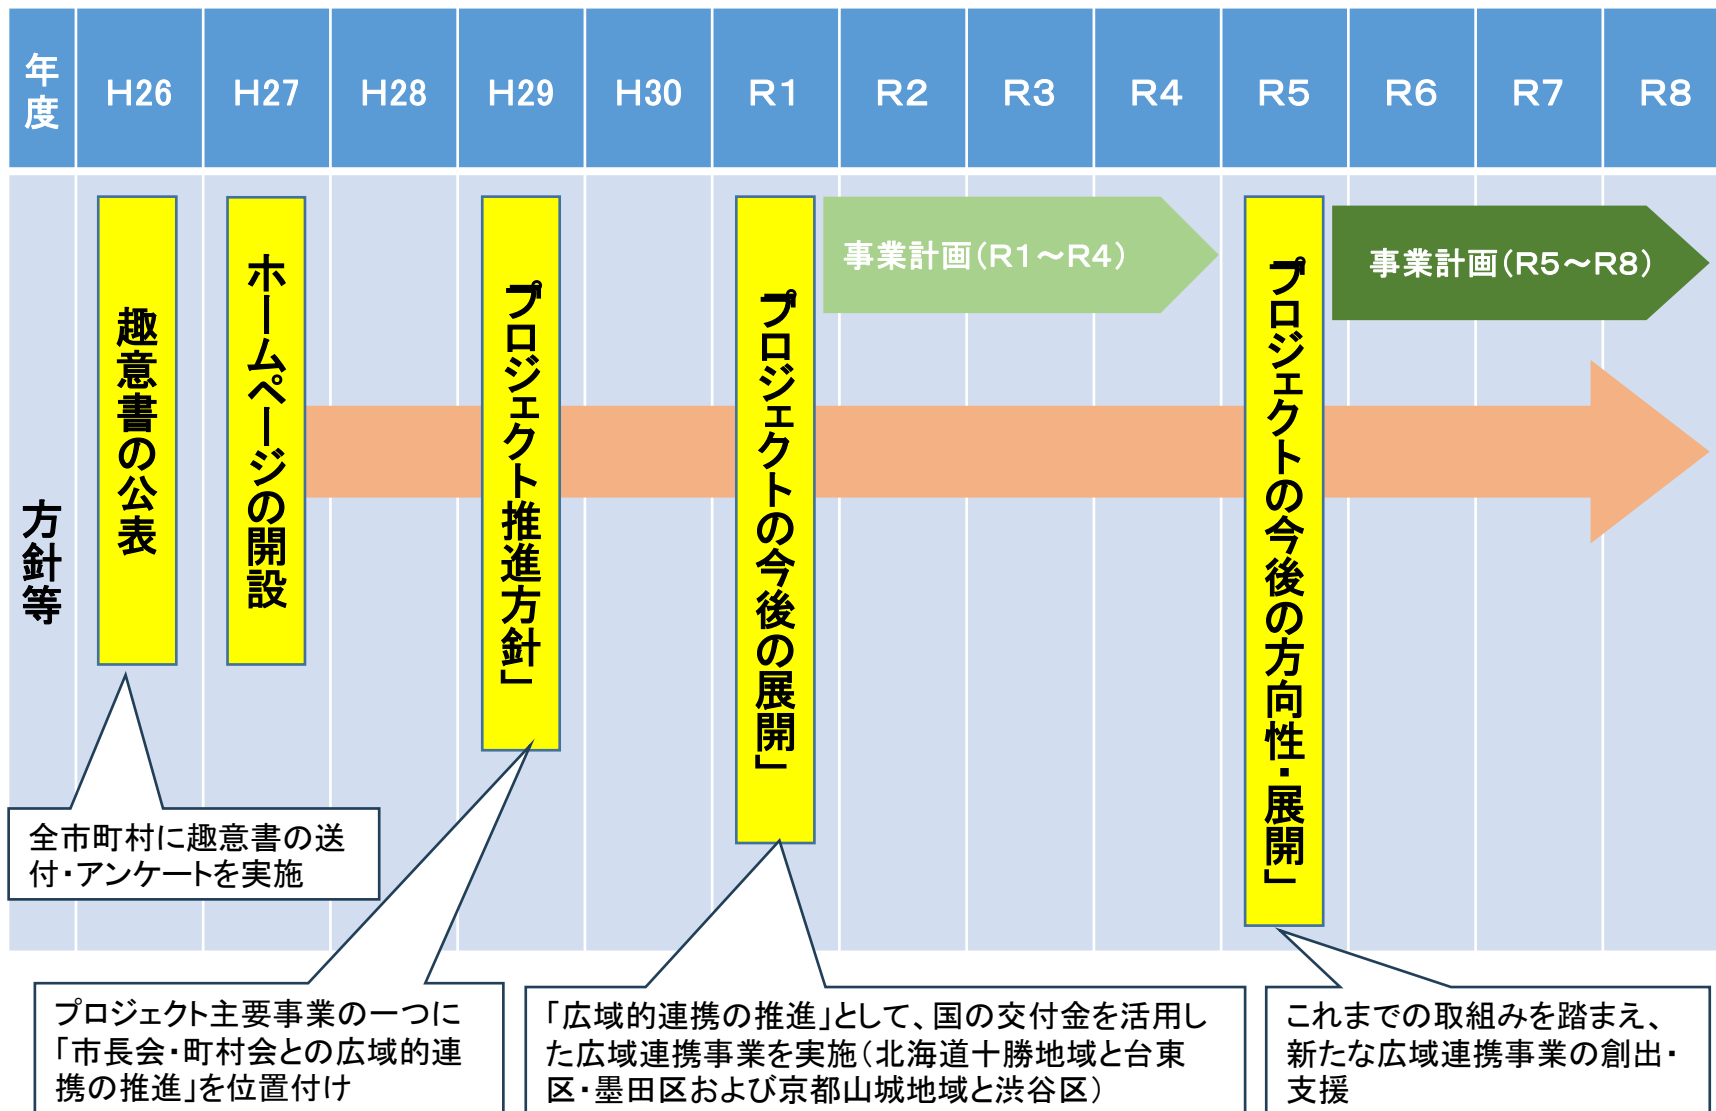 年度
H26
H27
H28
H29
H30
R1
R2
R3
R4
R5
R6
R7
R8
方針等
趣意書の公表
ホームページの開設
プロジェクト推進方針」
プロジェクトの今後の展開」
プロジェクトの今後の方向性・展開」
事業計画(R1～R4)
事業計画(R5～R8)
全市町村に趣意書の送
付・アンケートを実施
プロジェクト主要事業の一つに
「市長会・町村会との広域的連
携の推進」を位置付け
「広域的連携の推進」として、国の交付金を活用し
た広域連携事業を実施(北海道十勝地域と台東
区・墨田区および京都山城地域と渋谷区)
これまでの取組みを踏まえ、
新たな広域連携事業の創出・
支援